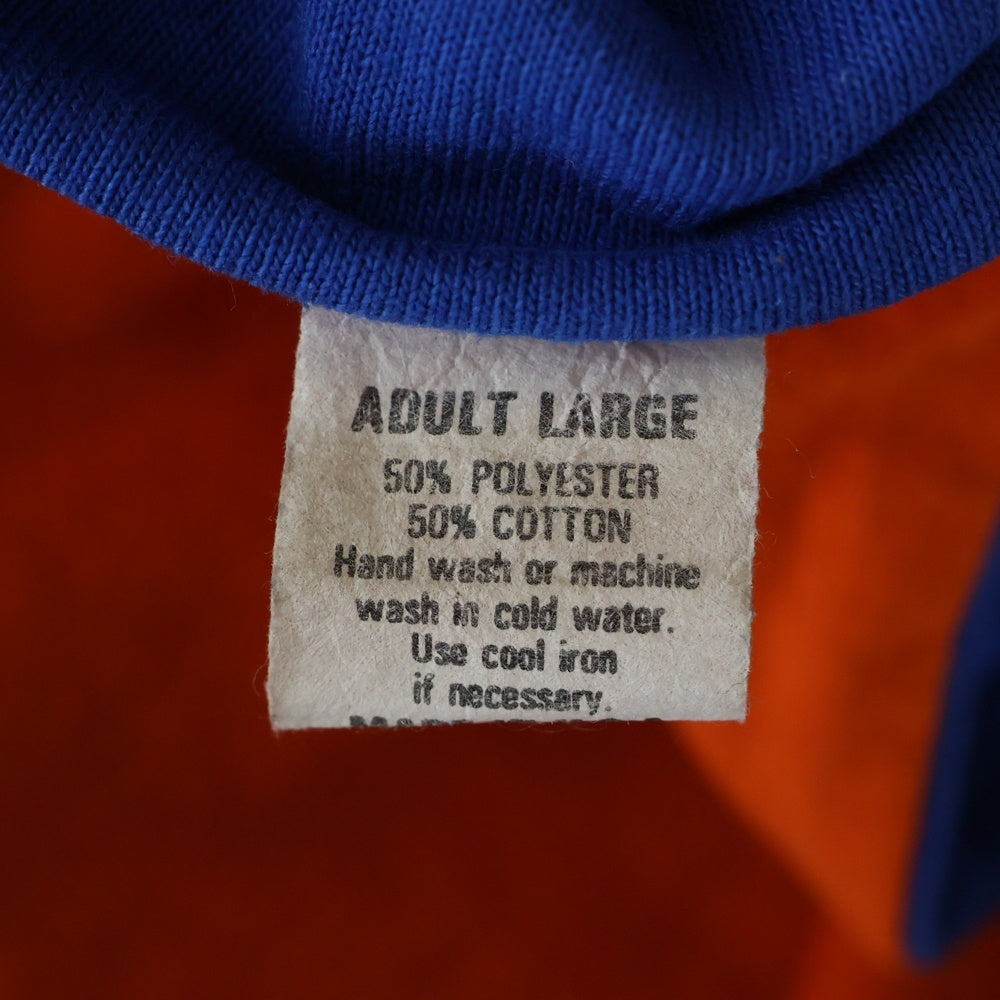 ADULT LARGE
50% POLYESTER
50% COTTON
Hand wash or machine
wash in cold water.
Use cool iron
if necessary.